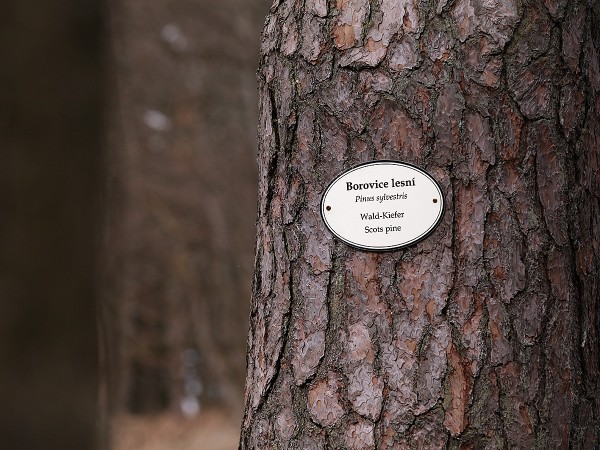 Borovice lesní
Pinus sylvestris
Wald-Kiefer
Scots pine